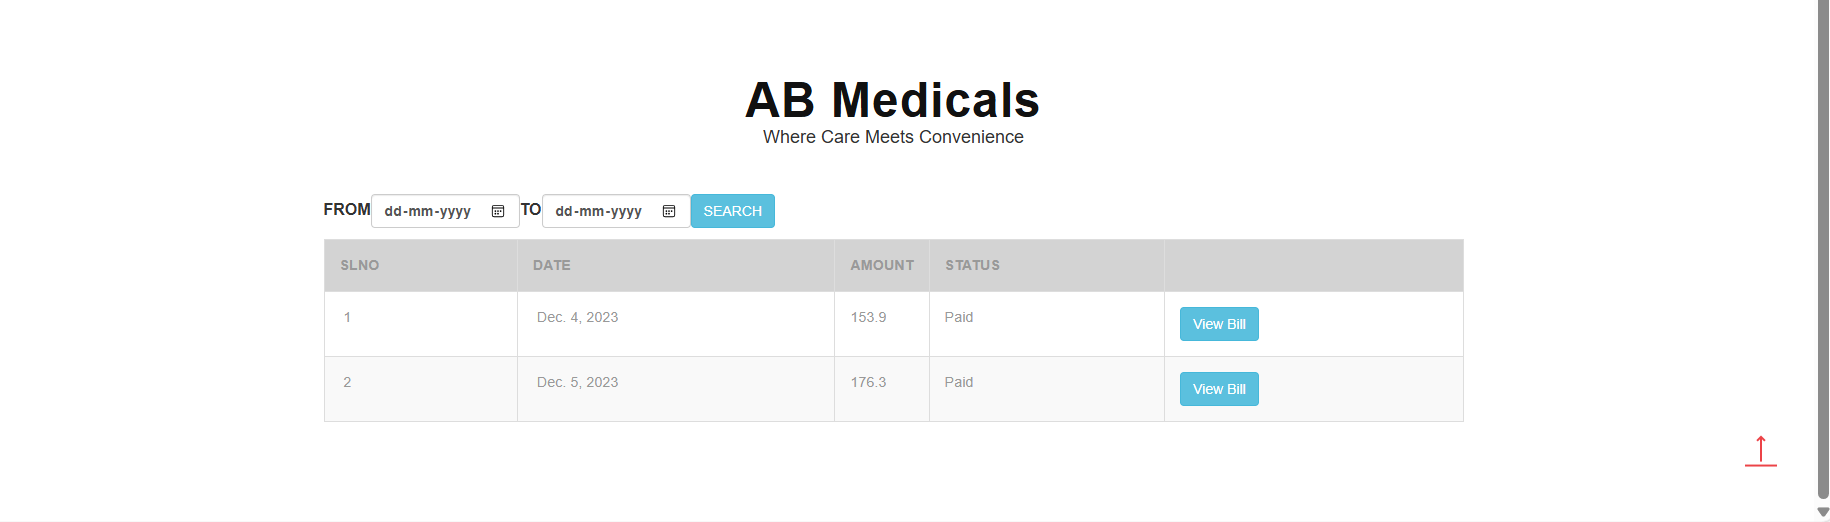 AB Medicals
Where Care Meets Convenience
FROM dd-mm-yyyy TO dd-mm-yyyy SEARCH
SLNO DATE AMOUNT STATUS
1 Dec. 4, 2023 153.9 Paid View Bill
2 Dec. 5, 2023 176.3 Paid View Bill